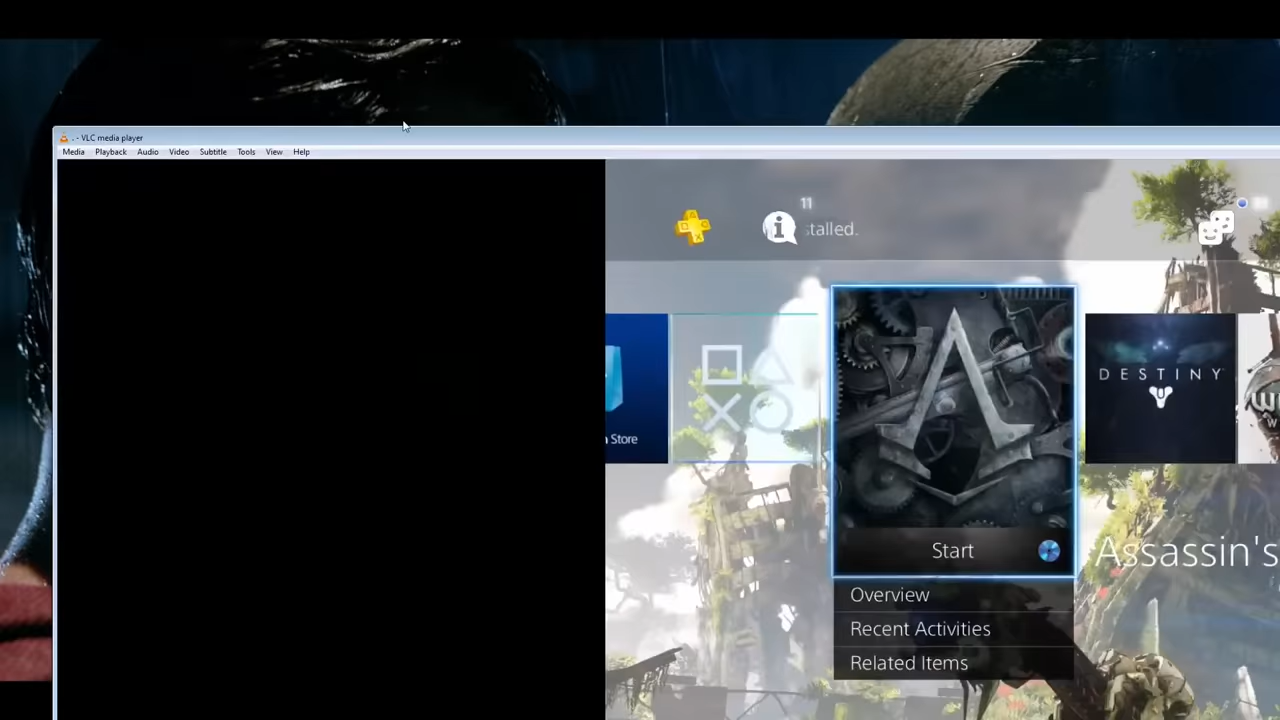 . - VLC media player
Media Playback Audio Video Subtitle Tools View Help
11
stalled.
Store
DESTINY
Start
Assassin's
Overview
Recent Activities
Related Items